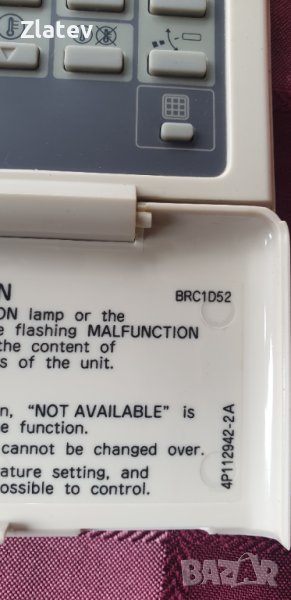 Zlatev
N
BRC1D52
ON lamp or the
e flashing MALFUNCTION
the content of
s of the unit.
n, “NOT AVAILABLE” is
e function.
cannot be changed over.
ature setting, and
ossible to control.
4P112942-2A
BAZAR